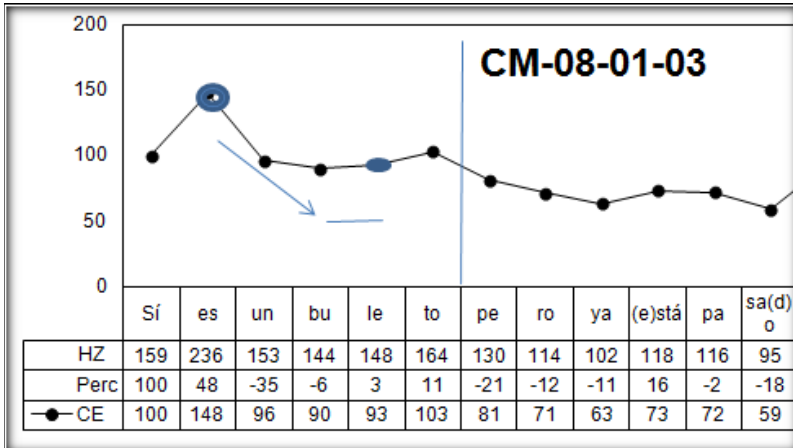 200
CM-08-01-03
150
100
50
0
Sí es un bu le to pe ro ya (e)stá pa sa(d)
o
HZ 159 236 153 144 148 164 130 114 102 118 116 95
Perc 100 48 -35 -6 3 11 -21 -12 -11 16 -2 -18
CE 100 148 96 90 93 103 81 71 63 73 72 59